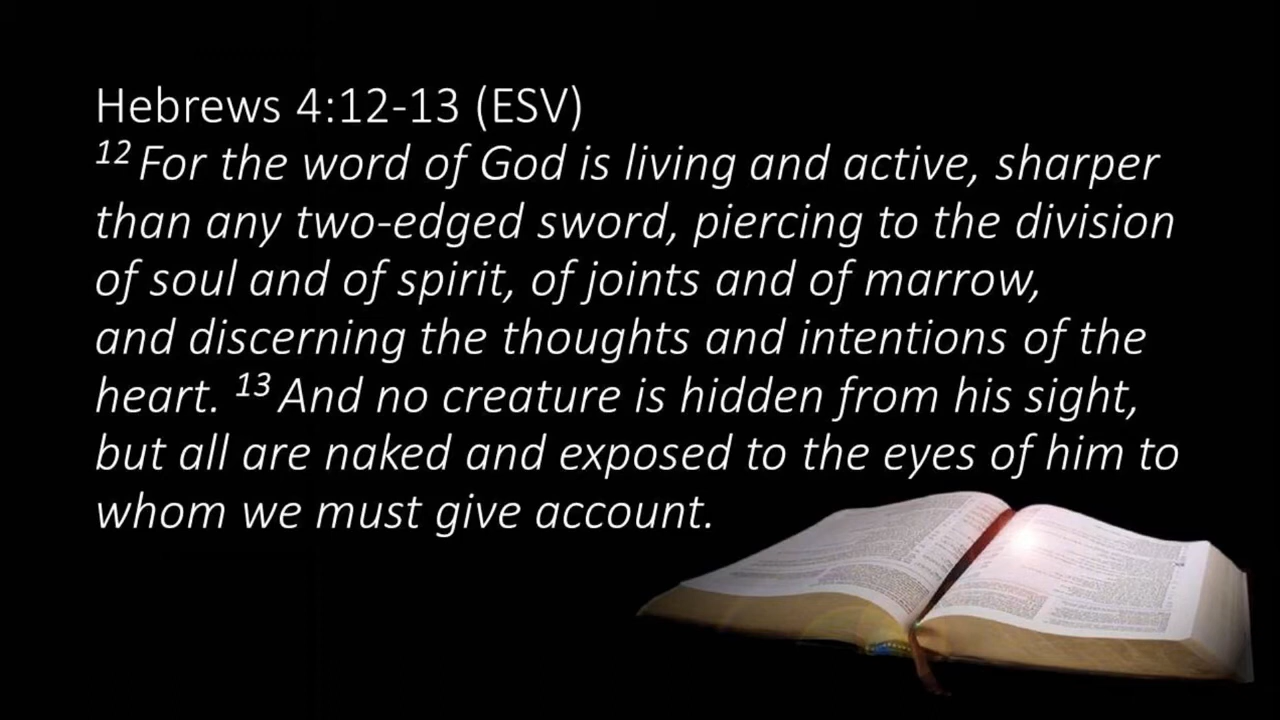 Hebrews 4:12-13 (ESV)
12 For the word of God is living and active, sharper
than any two-edged sword, piercing to the division
of soul and of spirit, of joints and of marrow,
and discerning the thoughts and intentions of the
heart. 13 And no creature is hidden from his sight,
but all are naked and exposed to the eyes of him to
whom we must give account.